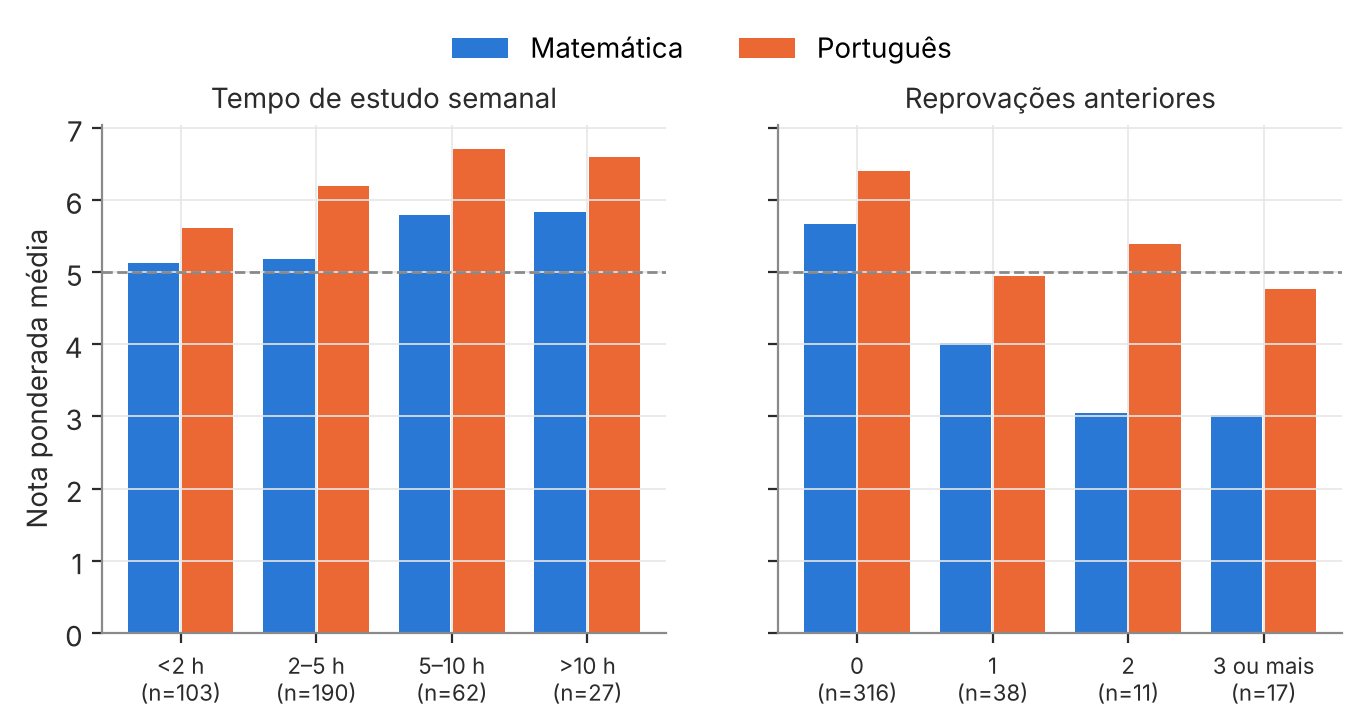 Matemática
Português
Tempo de estudo semanal
Reprovações anteriores
Nota ponderada média
7
6
5
4
3
2
1
0
<2 h
(n=103)
2–5 h
(n=190)
5–10 h
(n=62)
>10 h
(n=27)
0
(n=316)
1
(n=38)
2
(n=11)
3 ou mais
(n=17)